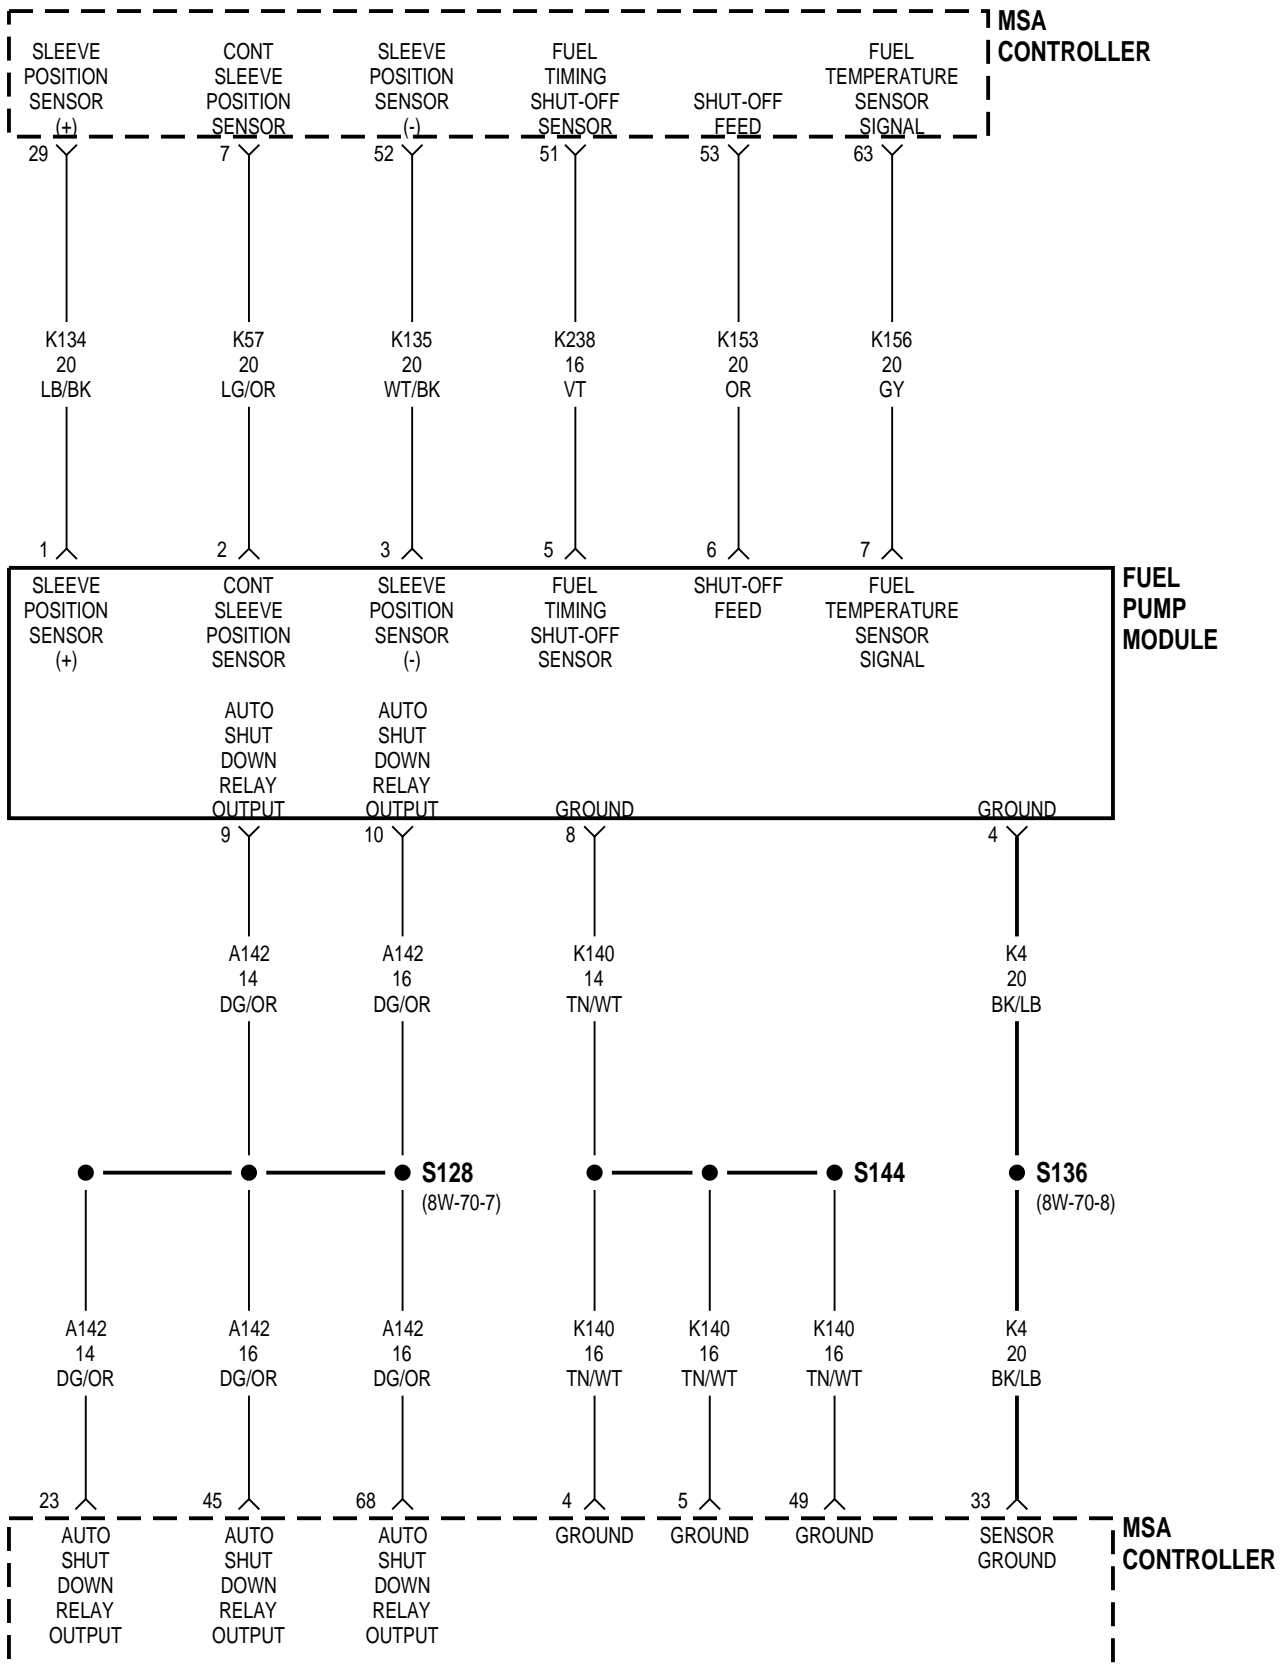 MSA
CONTROLLER
SLEEVE
POSITION
SENSOR
(+)
CONT
SLEEVE
POSITION
SENSOR
SLEEVE
POSITION
SENSOR
(-)
FUEL
TIMING
SHUT-OFF
SENSOR
SHUT-OFF
FEED
FUEL
TEMPERATURE
SENSOR
SIGNAL
29
7
52
51
53
63
K134
20
LB/BK
K57
20
LG/OR
K135
20
WT/BK
K238
16
VT
K153
20
OR
K156
20
GY
1
2
3
5
6
7
FUEL
PUMP
MODULE
SLEEVE
POSITION
SENSOR
(+)
CONT
SLEEVE
POSITION
SENSOR
SLEEVE
POSITION
SENSOR
(-)
FUEL
TIMING
SHUT-OFF
SENSOR
SHUT-OFF
FEED
FUEL
TEMPERATURE
SENSOR
SIGNAL
AUTO
SHUT
DOWN
RELAY
OUTPUT
AUTO
SHUT
DOWN
RELAY
OUTPUT
GROUND
GROUND
9
10
8
4
A142
14
DG/OR
A142
16
DG/OR
K140
14
TN/WT
K4
20
BK/LB
S128
(8W-70-7)
S144
S136
(8W-70-8)
A142
14
DG/OR
A142
16
DG/OR
A142
16
DG/OR
K140
16
TN/WT
K140
16
TN/WT
K140
16
TN/WT
K4
20
BK/LB
23
45
68
4
5
49
33
AUTO
SHUT
DOWN
RELAY
OUTPUT
AUTO
SHUT
DOWN
RELAY
OUTPUT
AUTO
SHUT
DOWN
RELAY
OUTPUT
GROUND
GROUND
GROUND
SENSOR
GROUND
MSA
CONTROLLER